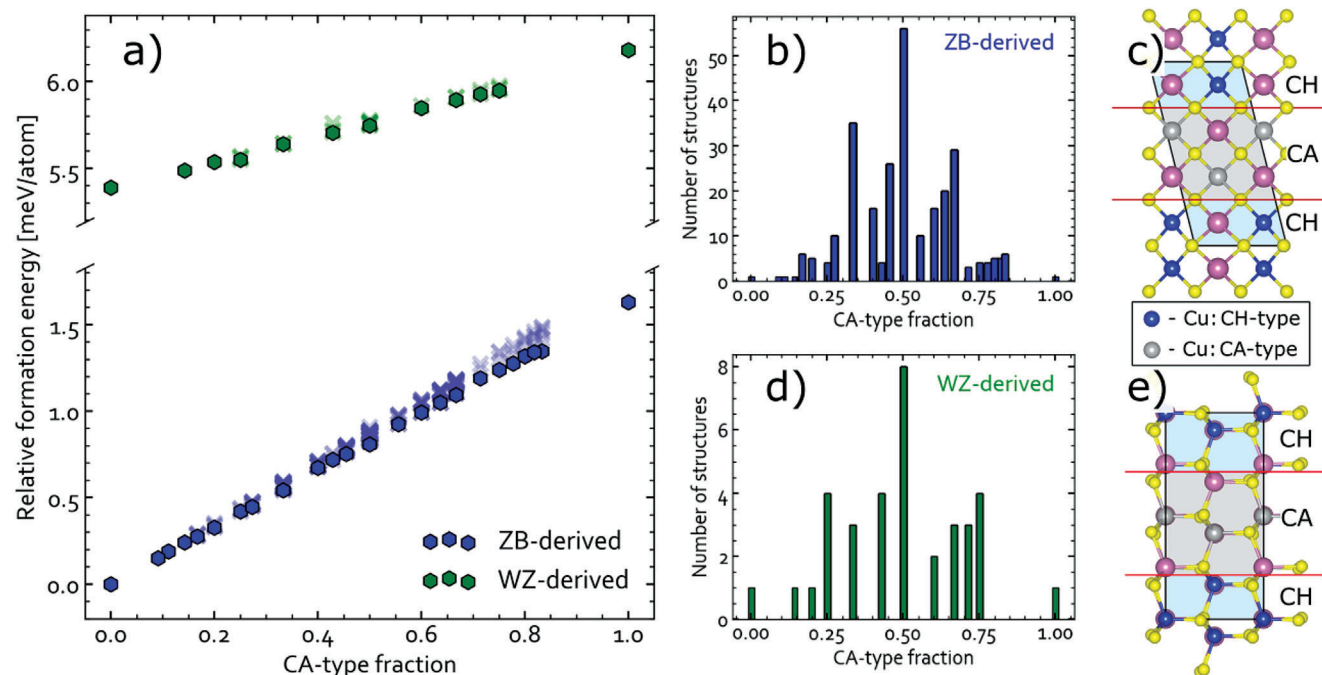 a)
Relative formation energy [meV/atom]
6.0
5.5
1.5
1.0
0.5
0.0
ZB-derived
WZ-derived
0.0 0.2 0.4 0.6 0.8 1.0
CA-type fraction
b)
ZB-derived
Number of structures
50
40
30
20
10
0
0.00 0.25 0.50 0.75 1.00
CA-type fraction
c)
CH
CA
CH
- Cu: CH-type
- Cu: CA-type
d)
WZ-derived
Number of structures
8
6
4
2
0
0.00 0.25 0.50 0.75 1.00
CA-type fraction
e)
CH
CA
CH